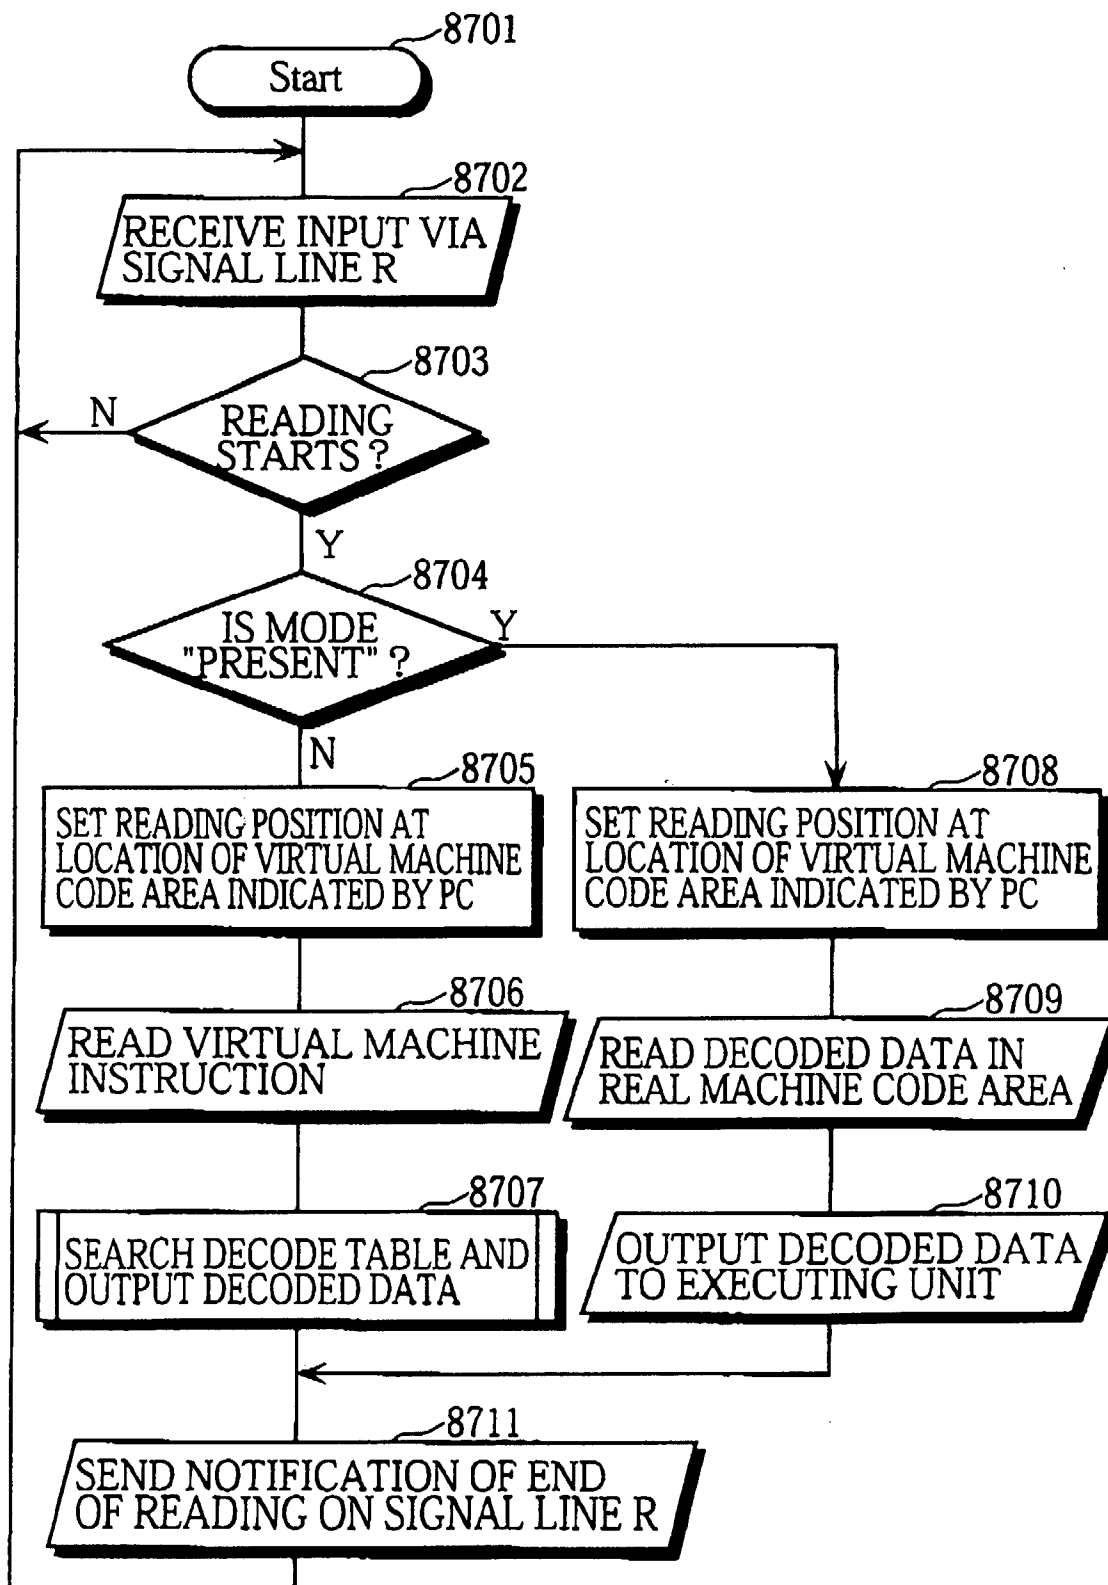 8701
Start
8702
RECEIVE INPUT VIA
SIGNAL LINE R
8703
N
READING
STARTS ?
Y
8704
IS MODE
"PRESENT" ?
Y
N
8705
SET READING POSITION AT
LOCATION OF VIRTUAL MACHINE
CODE AREA INDICATED BY PC
8708
SET READING POSITION AT
LOCATION OF VIRTUAL MACHINE
CODE AREA INDICATED BY PC
8706
READ VIRTUAL MACHINE
INSTRUCTION
8709
READ DECODED DATA IN
REAL MACHINE CODE AREA
8707
SEARCH DECODE TABLE AND
OUTPUT DECODED DATA
8710
OUTPUT DECODED DATA
TO EXECUTING UNIT
8711
SEND NOTIFICATION OF END
OF READING ON SIGNAL LINE R